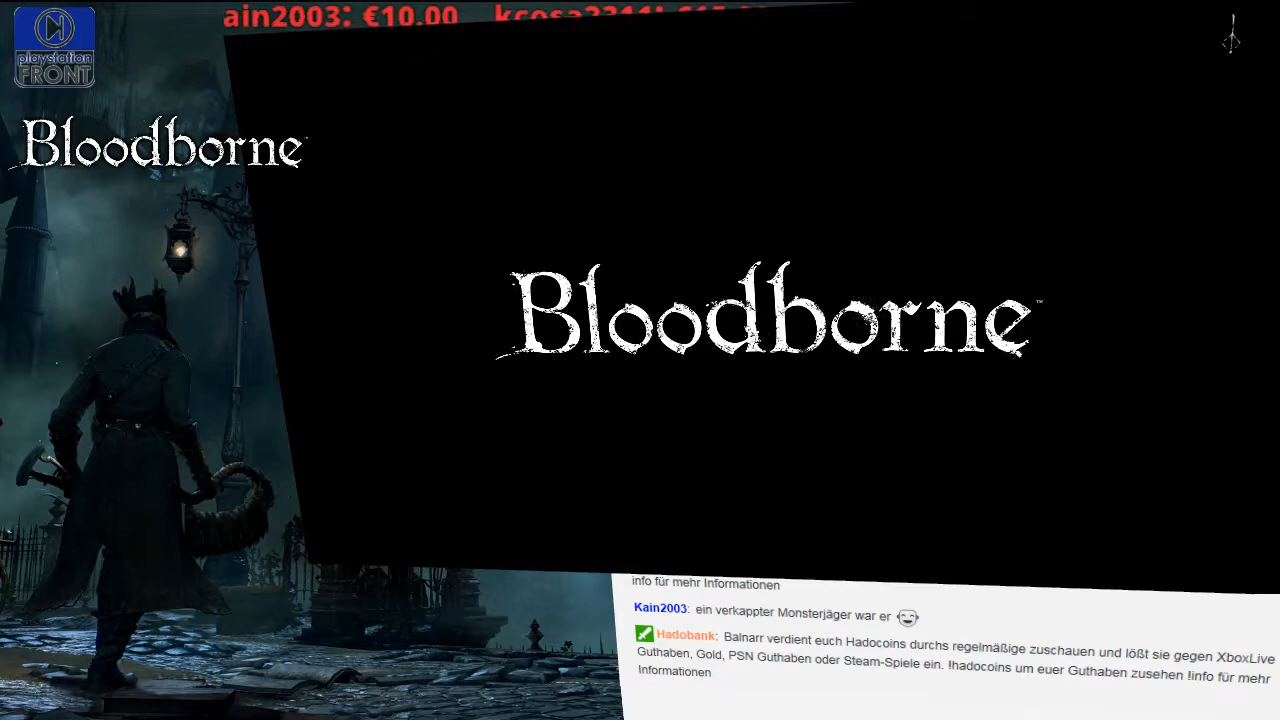 ain2003: €10.00
playstation
FRONT
Bloodborne
Bloodborne™
info für mehr Informationen
Kain2003: ein verkappter Monsterjäger war er
Hadobank: Balnarr verdient euch Hadocoins durchs regelmäßige zuschauen und lößt sie gegen XboxLive
Guthaben, Gold, PSN Guthaben oder Steam-Spiele ein. !hadocoins um euer Guthaben zusehen !info für mehr
Informationen